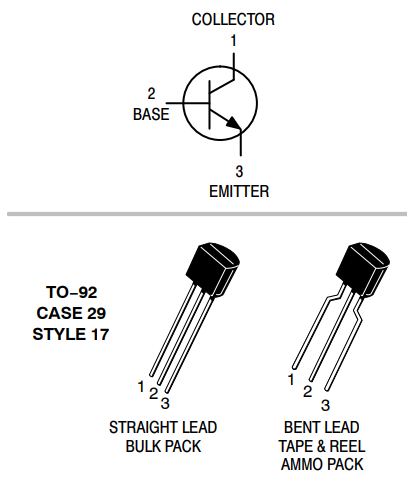 COLLECTOR
1
2
BASE
3
EMITTER
TO−92
CASE 29
STYLE 17
1
2
3
STRAIGHT LEAD
BULK PACK
1
2
3
BENT LEAD
TAPE & REEL
AMMO PACK